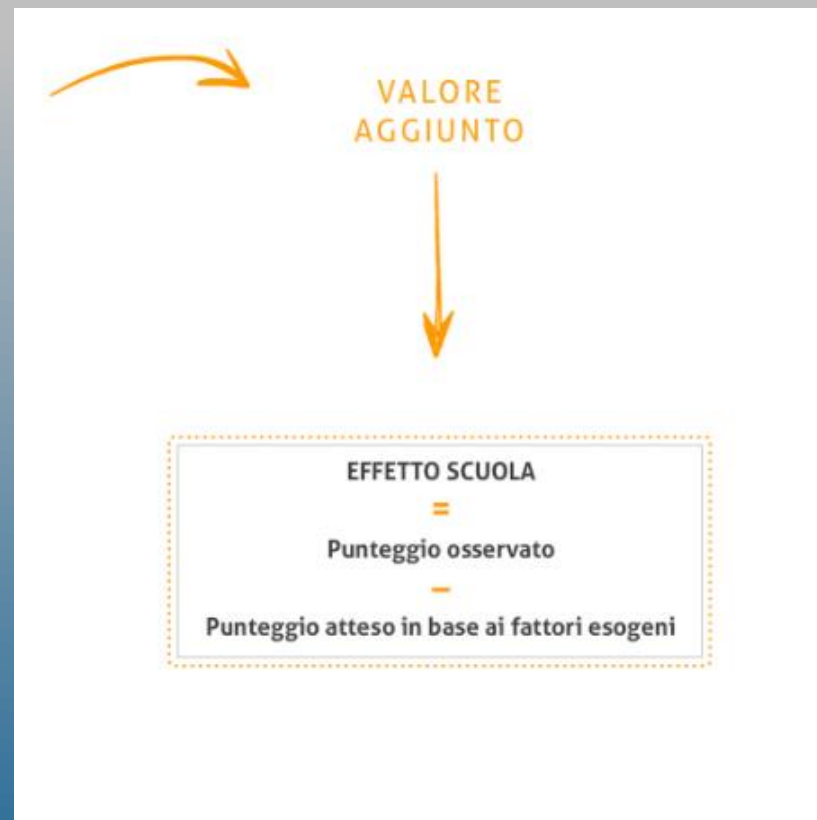 VALORE
AGGIUNTO
EFFETTO SCUOLA
=
Punteggio osservato
–
Punteggio atteso in base ai fattori esogeni